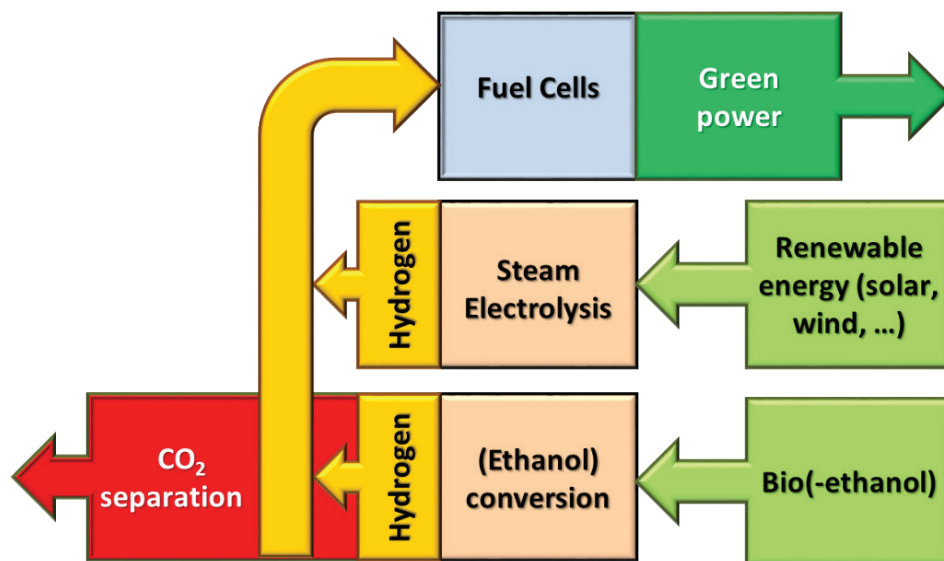 Fuel Cells
Green
power
Hydrogen
Steam
Electrolysis
Renewable
energy (solar,
wind, ...)
CO₂
separation
Hydrogen
(Ethanol)
conversion
Bio(-ethanol)